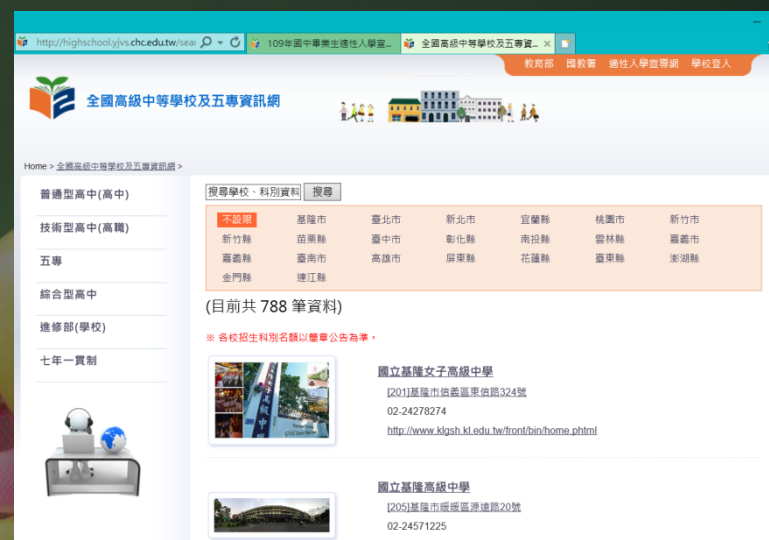 http://highschool.yjvs.chc.edu.tw/sear
109年國中畢業生適性入學宣...
全國高級中等學校及五專資...
教育部 國教署 適性入學宣導網 學校登入
全國高級中等學校及五專資訊網
Home > 全國高級中等學校及五專資訊網 >
普通型高中(高中)
技術型高中(高職)
五專
綜合型高中
進修部(學校)
七年一貫制
搜尋學校、科別資料 搜尋
不設限 基隆市 臺北市 新北市 宜蘭縣 桃園市 新竹市
新竹縣 苗栗縣 臺中市 彰化縣 南投縣 雲林縣 嘉義市
嘉義縣 臺南市 高雄市 屏東縣 花蓮縣 臺東縣 澎湖縣
金門縣 連江縣
(目前共 788 筆資料)
※ 各校招生科別名額以簡章公告為準。
國立基隆女子高級中學
[201]基隆市信義區東信路324號
02-24278274
http://www.klgsh.kl.edu.tw/front/bin/home.phtml
國立基隆高級中學
[205]基隆市暖暖區源遠路20號
02-24571225